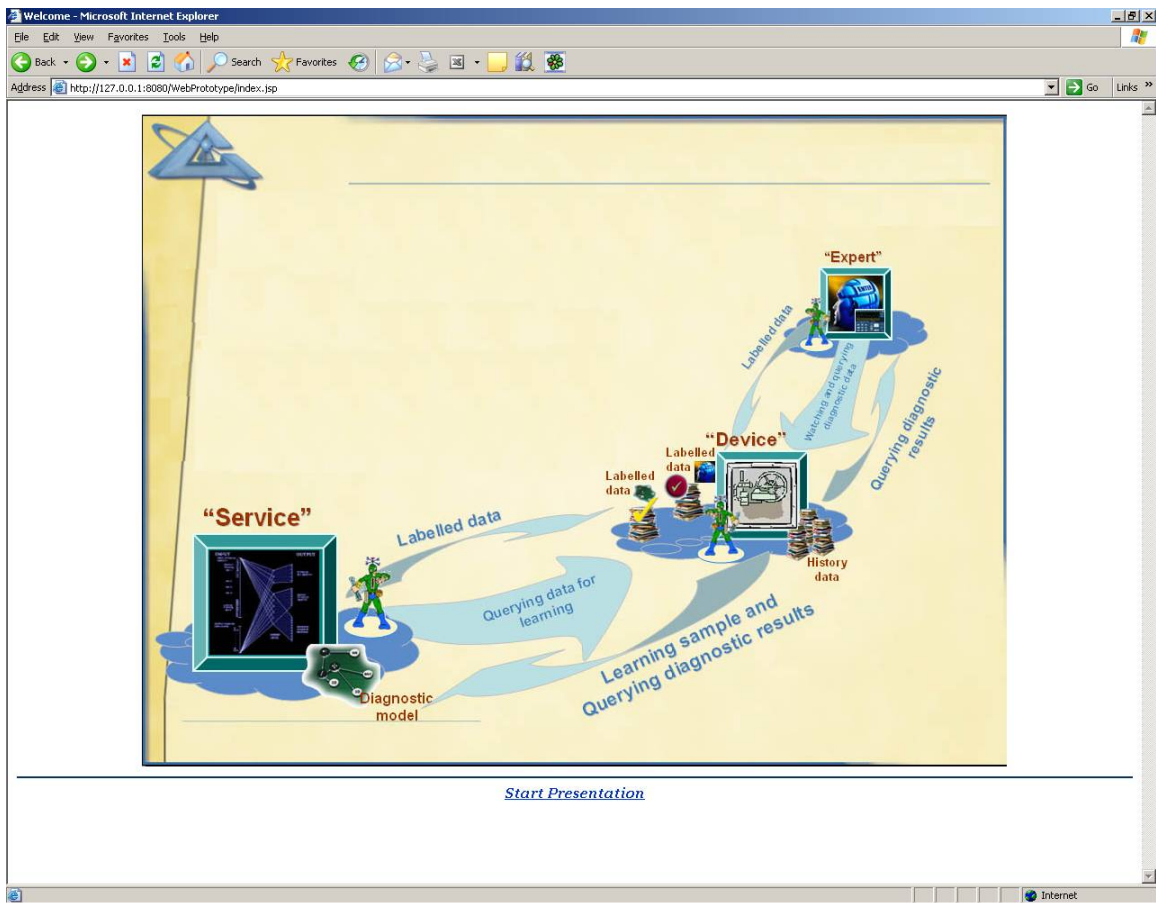 Welcome - Microsoft Internet Explorer
File Edit View Favorites Tools Help
Back Search Favorites
Address http://127.0.0.1:8080/WebPrototype/index.jsp Go Links »
“Expert”
ENTER
Labelled data
Watching and querying
diagnostic data
Querying diagnostic
results
“Device”
Labelled
data
Labelled
data
History
data
“Service”
INPUT OUTPUT
Labelled data
Querying data for
learning
Learning sample and
Querying diagnostic results
Diagnostic
model
Start Presentation
Internet